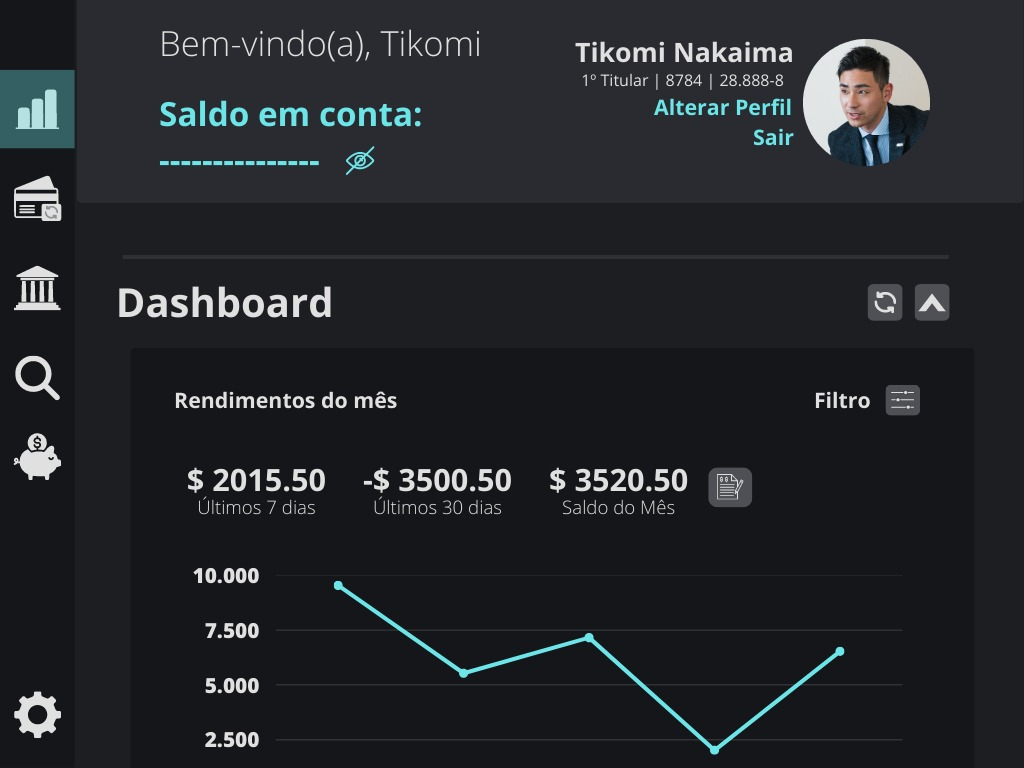 Bem-vindo(a), Tikomi
Saldo em conta:
---------------
Tikomi Nakaima
1º Titular | 8784 | 28.888-8
Alterar Perfil
Sair
Dashboard
Rendimentos do mês
Filtro
$ 2015.50
Últimos 7 dias
-$ 3500.50
Últimos 30 dias
$ 3520.50
Saldo do Mês
10.000
7.500
5.000
2.500